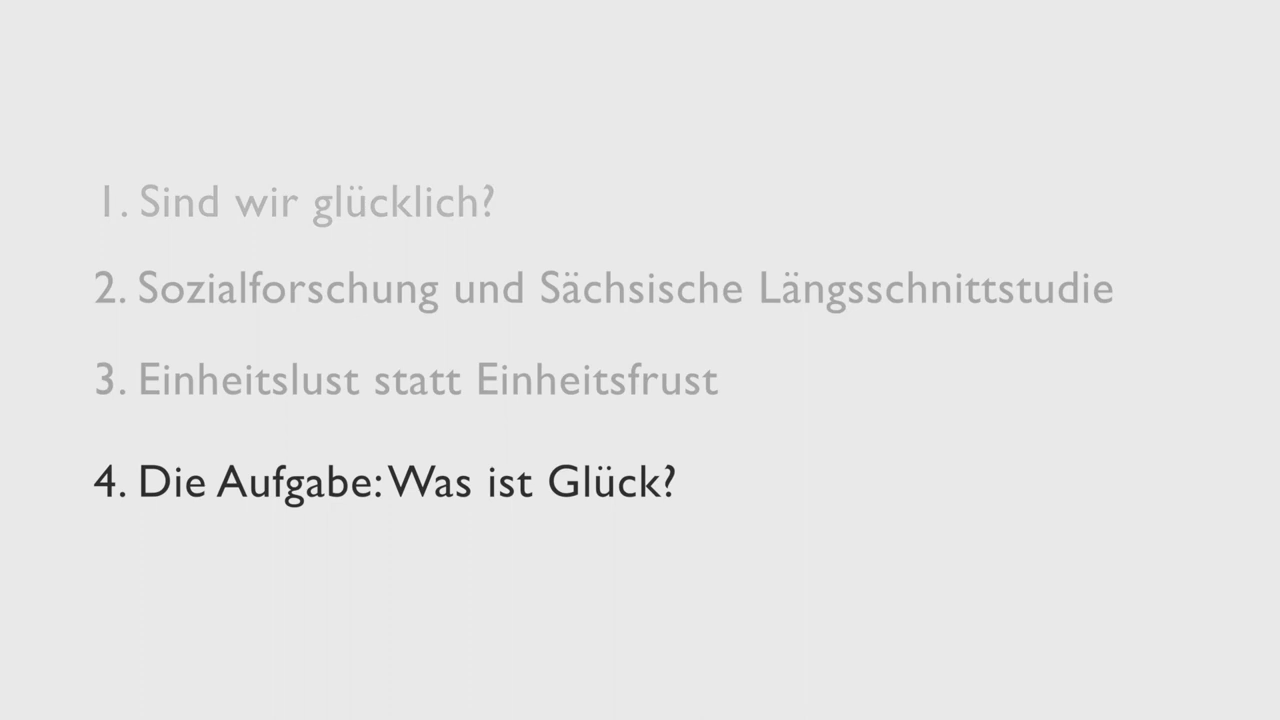 1. Sind wir glücklich?
2. Sozialforschung und Sächsische Längsschnittstudie
3. Einheitslust statt Einheitsfrust
4. Die Aufgabe: Was ist Glück?